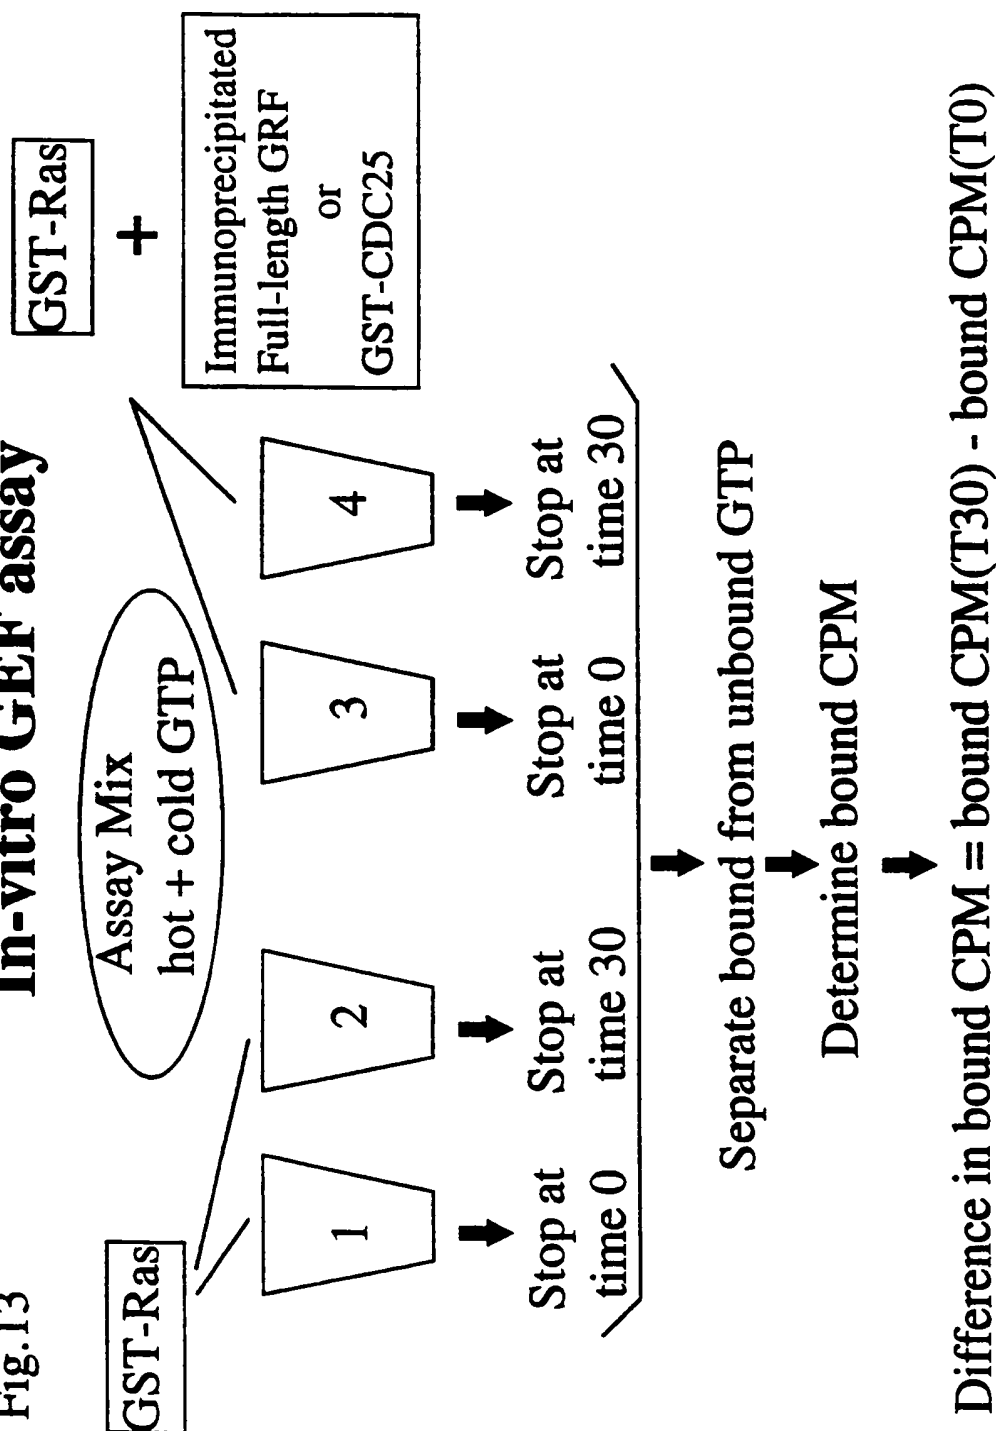 Fig.13
In-vitro GEF assay
GST-Ras
Assay Mix
hot + cold GTP
GST-Ras
+
Immunoprecipitated
Full-length GRF
or
GST-CDC25
1
2
3
4
Stop at
time 0
Stop at
time 30
Stop at
time 0
Stop at
time 30
Separate bound from unbound GTP
Determine bound CPM
Difference in bound CPM = bound CPM(T30) - bound CPM(T0)